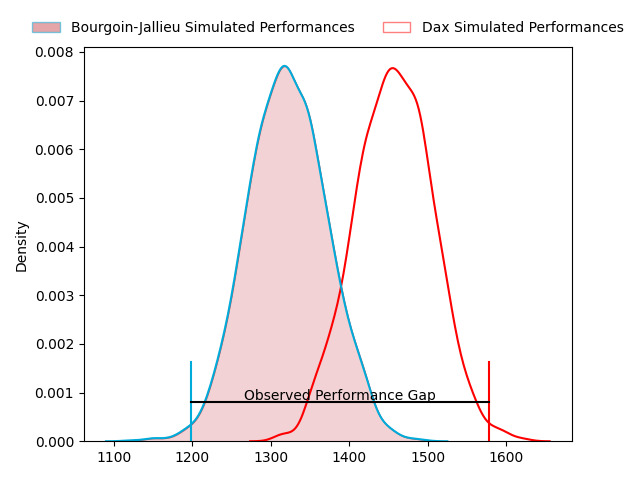 Bourgoin-Jallieu Simulated Performances
Dax Simulated Performances
0.008
0.007
0.006
0.005
0.004
0.003
0.002
0.001
0.000
Density
Observed Performance Gap
1100 1200 1300 1400 1500 1600